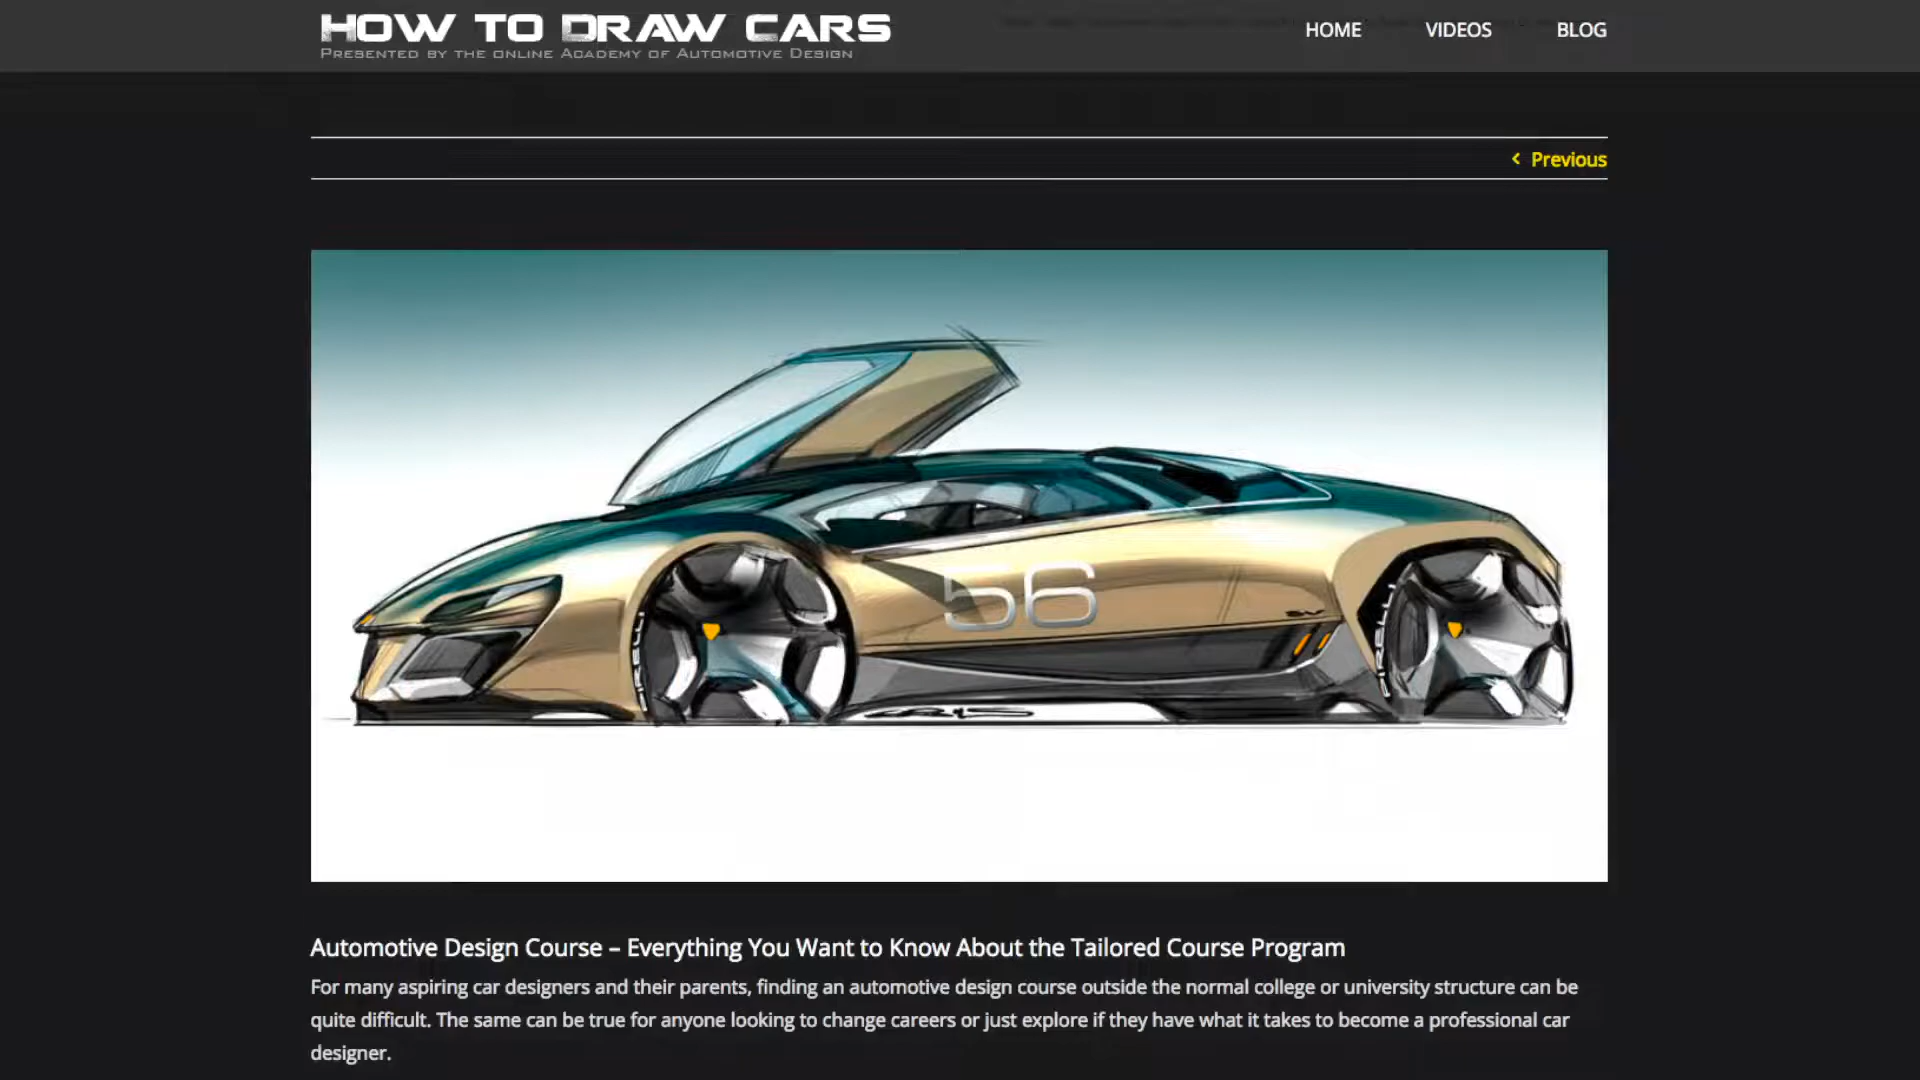 HOW TO DRAW CARS
PRESENTED BY THE ONLINE ACADEMY OF AUTOMOTIVE DESIGN
HOME
VIDEOS
BLOG
‹ Previous
56
SV
PIRELLI
PIRELLI
Automotive Design Course – Everything You Want to Know About the Tailored Course Program
For many aspiring car designers and their parents, finding an automotive design course outside the normal college or university structure can be
quite difficult. The same can be true for anyone looking to change careers or just explore if they have what it takes to become a professional car
designer.